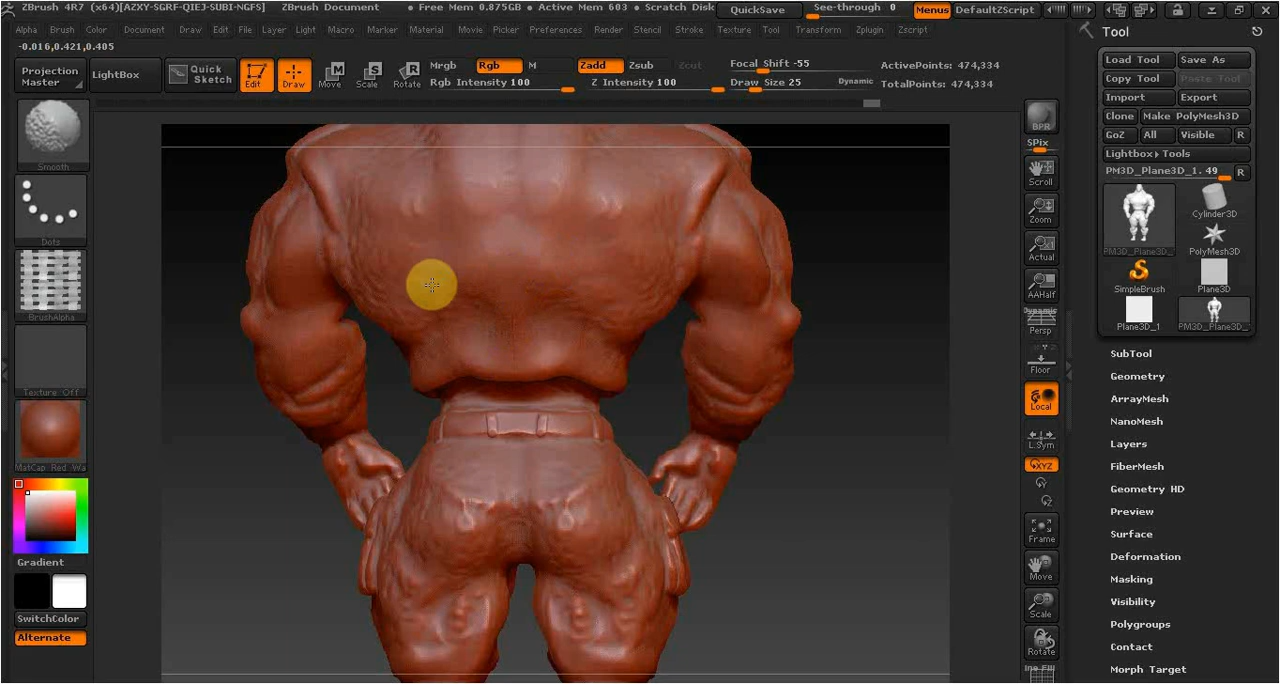 ZBrush 4R7 (x64)[AZXY-SGRF-QIEJ-SUBI-NGFS] ZBrush Document • Free Mem 0.875GB • Active Mem 603 • Scratch Disk QuickSave See-through 0 Menus DefaultZScript
Alpha Brush Color Document Draw Edit File Layer Light Macro Marker Material Movie Picker Preferences Render Stencil Stroke Texture Tool Transform Zplugin Zscript
-0.016,0.421,0.405
Projection Master
LightBox
Quick Sketch
Edit
Draw
Move
Scale
Rotate
Mrgb Rgb M
Rgb Intensity 100
Zadd Zsub Zcut
Z Intensity 100
Focal Shift -55
Draw Size 25 Dynamic
ActivePoints: 474,334
TotalPoints: 474,334
Smooth
Dots
BrushAlpha
Texture Off
MatCap Red Wa
Gradient
SwitchColor
Alternate
BPR
SPix
Scroll
Zoom
Actual
AAHalf
Dynamic
Persp
Floor
Local
L.Sym
XYZ
Frame
Move
Scale
Rotate
Line Fill
Tool
Load Tool Save As
Copy Tool Paste Tool
Import Export
Clone Make PolyMesh3D
GoZ All Visible R
Lightbox Tools
PM3D_Plane3D_1. 49 R
PM3D_Plane3D_
Cylinder3D
PolyMesh3D
SimpleBrush
Plane3D
Plane3D_1
PM3D_Plane3D_
SubTool
Geometry
ArrayMesh
NanoMesh
Layers
FiberMesh
Geometry HD
Preview
Surface
Deformation
Masking
Visibility
Polygroups
Contact
Morph Target